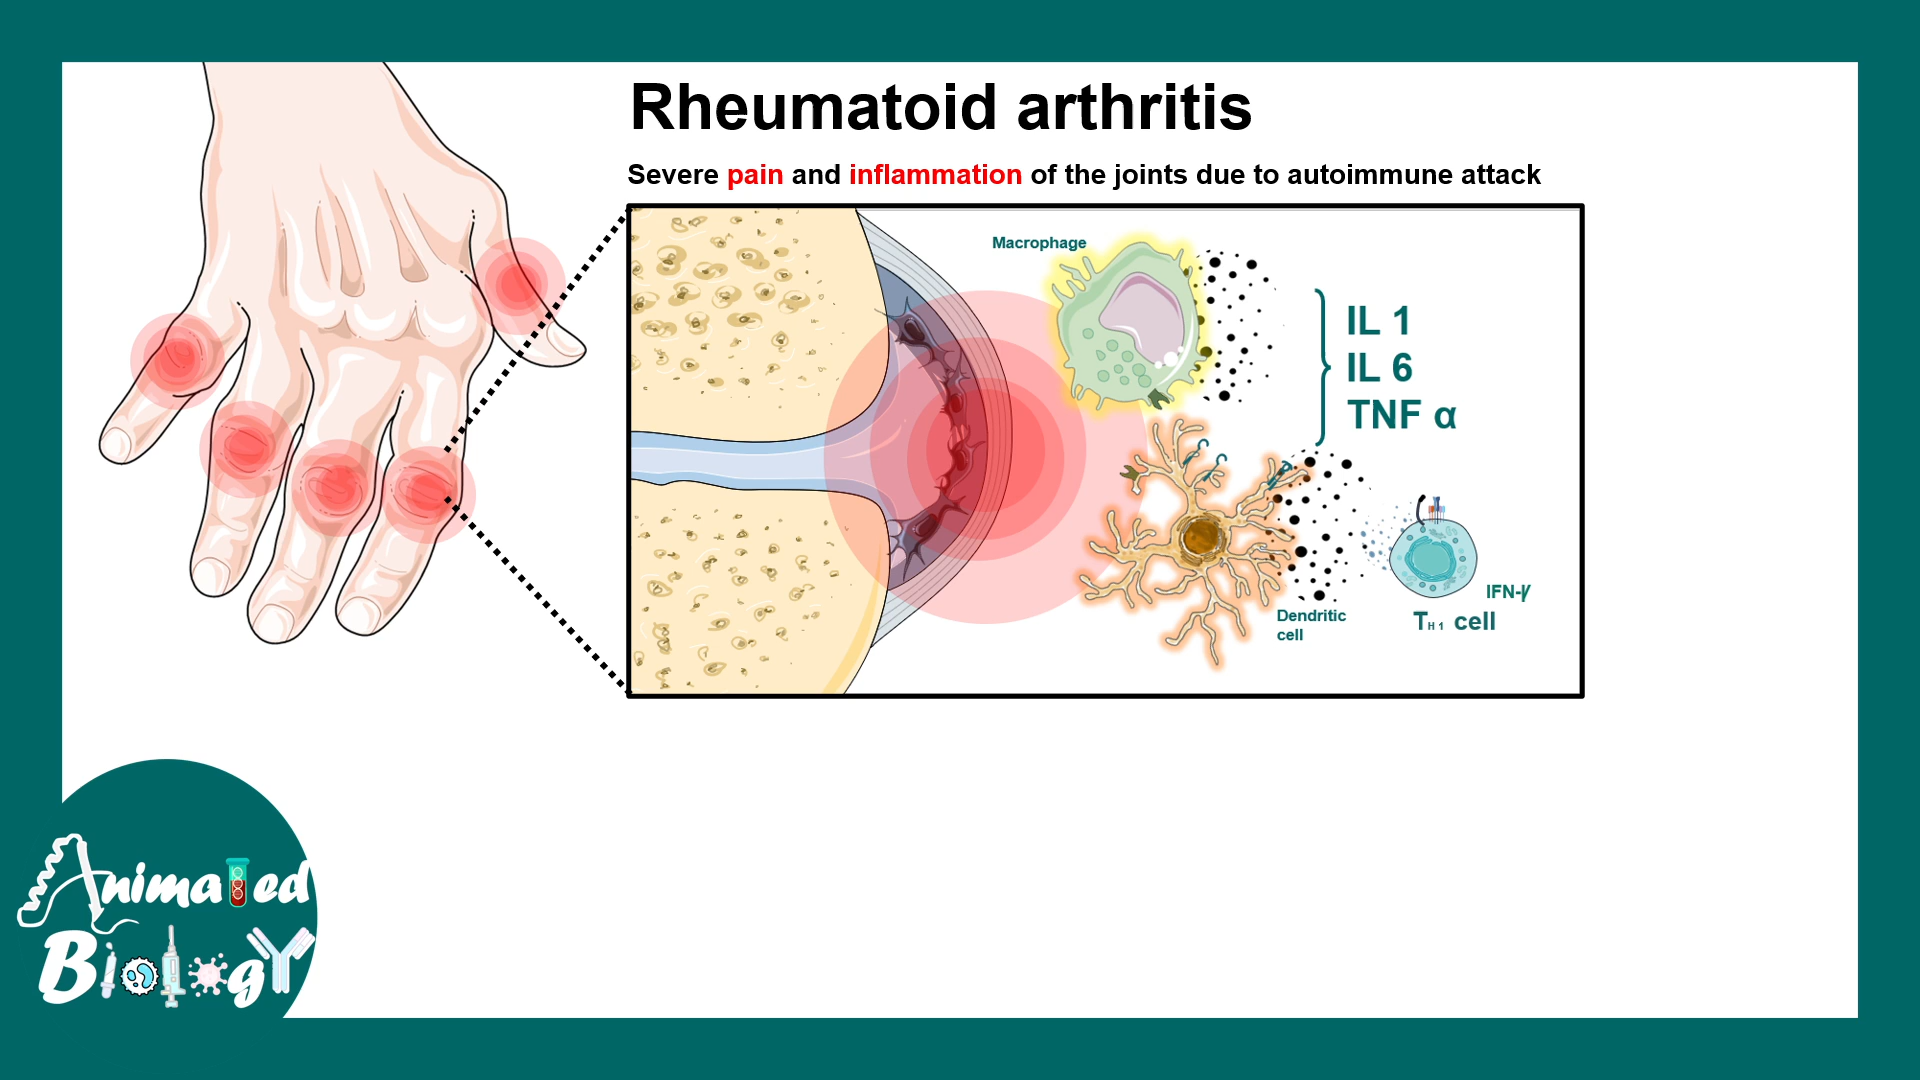 Rheumatoid arthritis
Severe pain and inflammation of the joints due to autoimmune attack
Macrophage
IL 1
IL 6
TNF α
Dendritic
cell
IFN-γ
TH1 cell
Animated
Biology